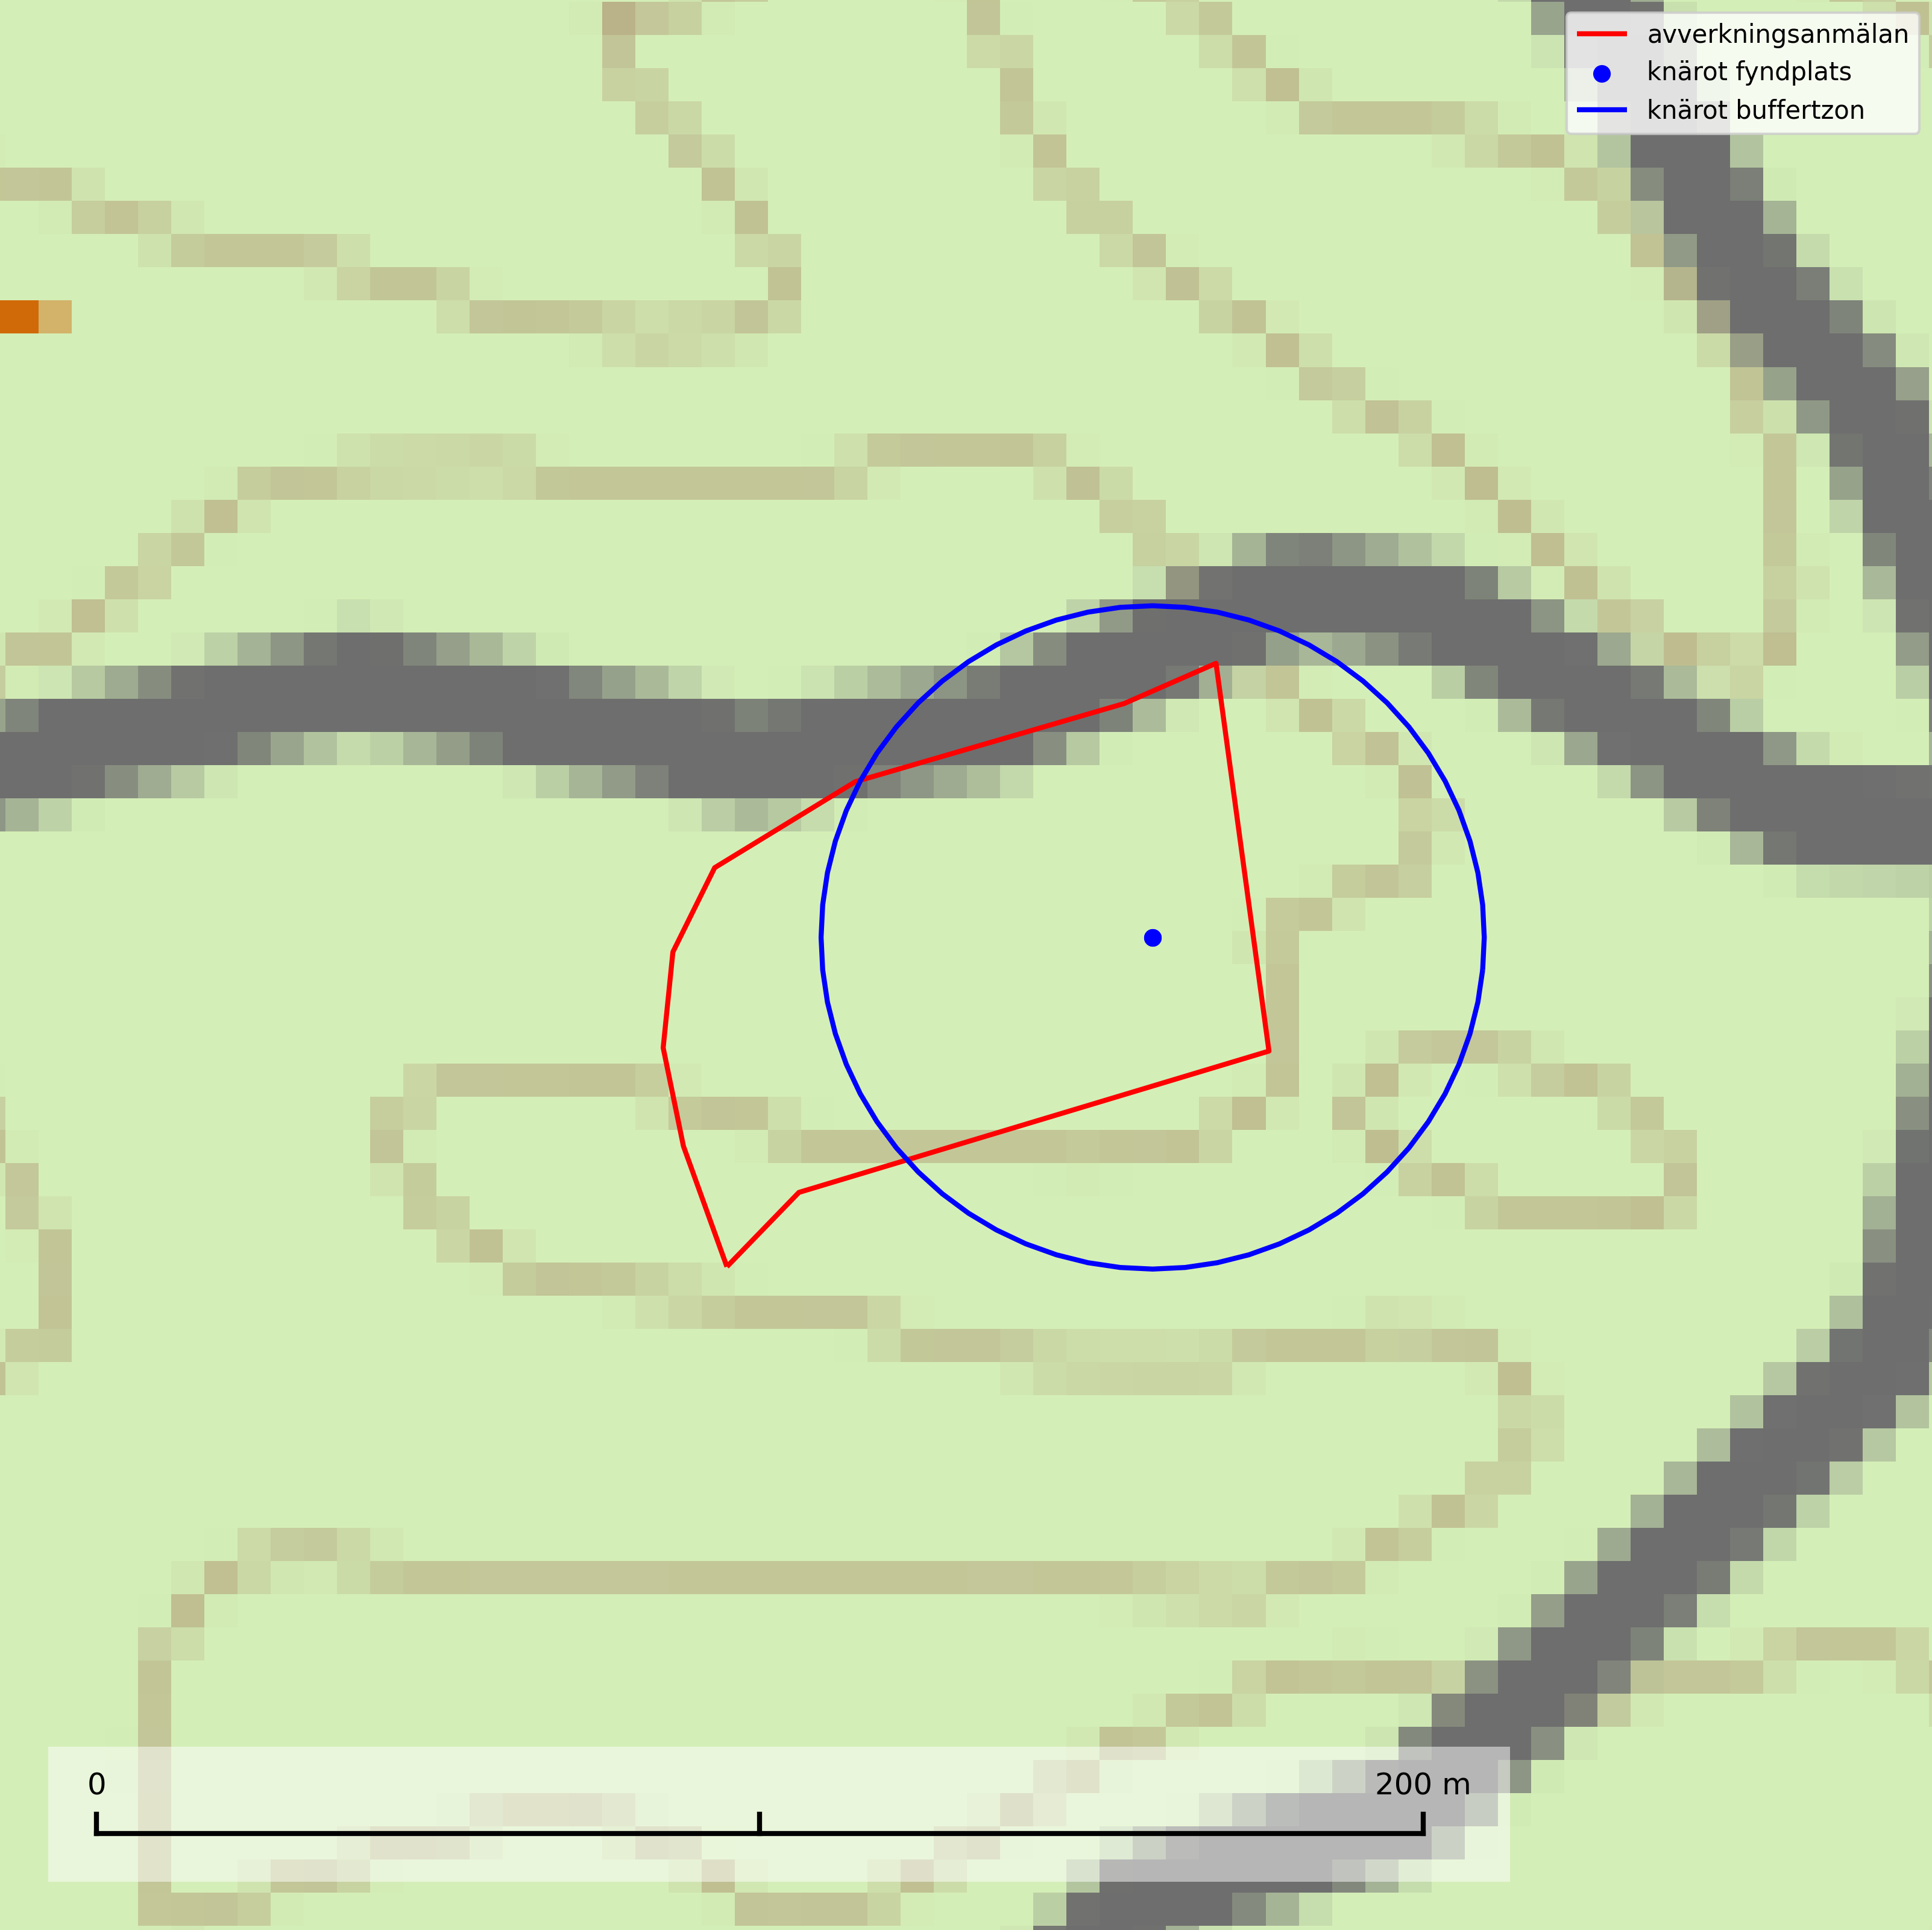 avverkningsanmälan
knärot fyndplats
knärot buffertzon
0
200 m